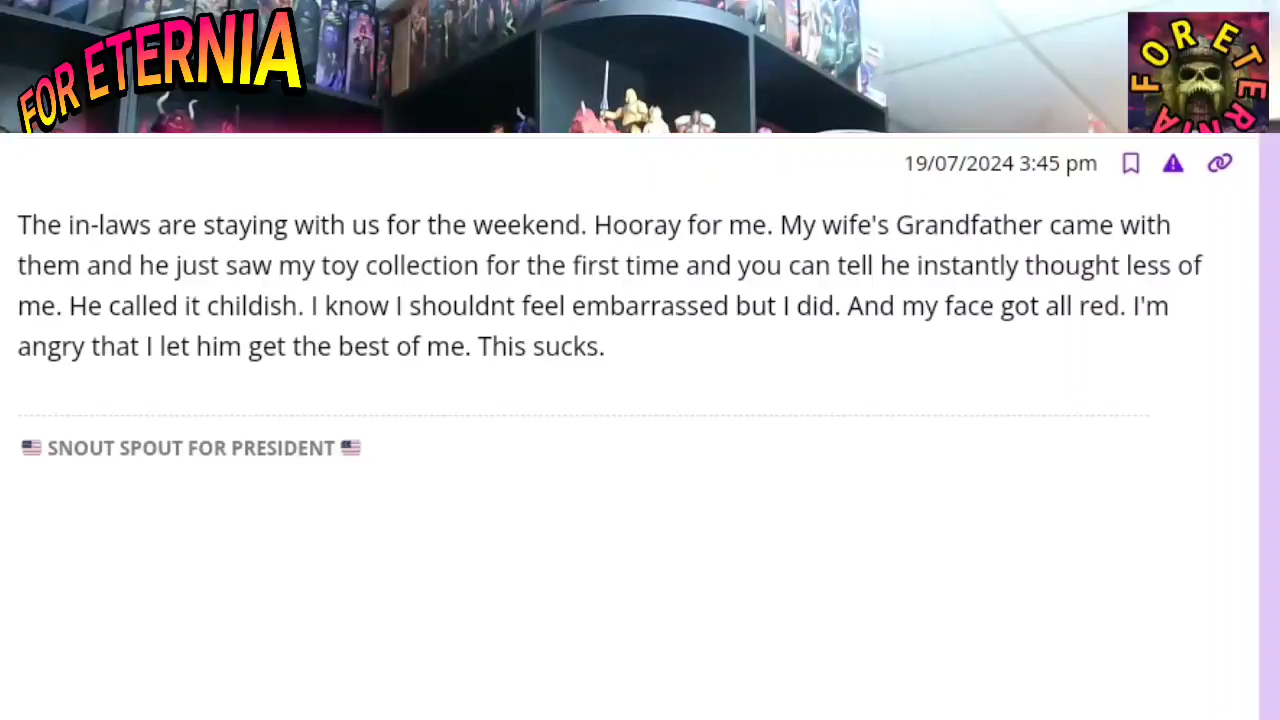 FOR ETERNIA
FOR ETERNIA
19/07/2024 3:45 pm
The in-laws are staying with us for the weekend. Hooray for me. My wife's Grandfather came with
them and he just saw my toy collection for the first time and you can tell he instantly thought less of
me. He called it childish. I know I shouldnt feel embarrassed but I did. And my face got all red. I'm
angry that I let him get the best of me. This sucks.
🇺🇸 SNOUT SPOUT FOR PRESIDENT 🇺🇸